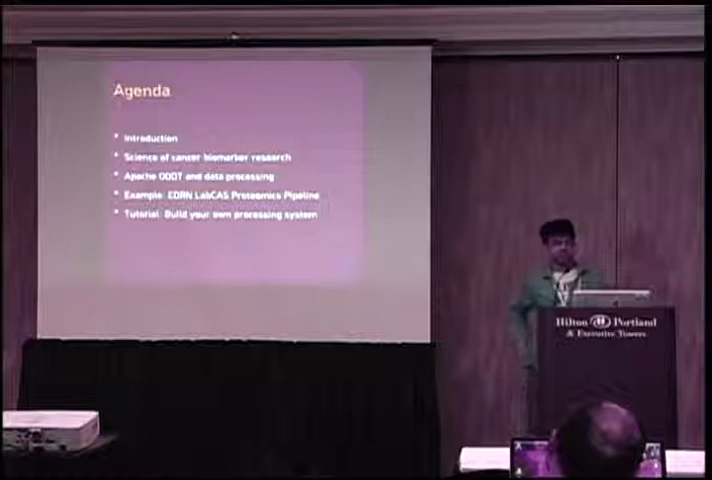 Agenda
Introduction
Science of cancer biomarker research
Apache OODT and data processing
Example: EDRN LabCAS Proteomics Pipeline
Tutorial: Build your own processing system
Hilton Portland
& Executive Towers